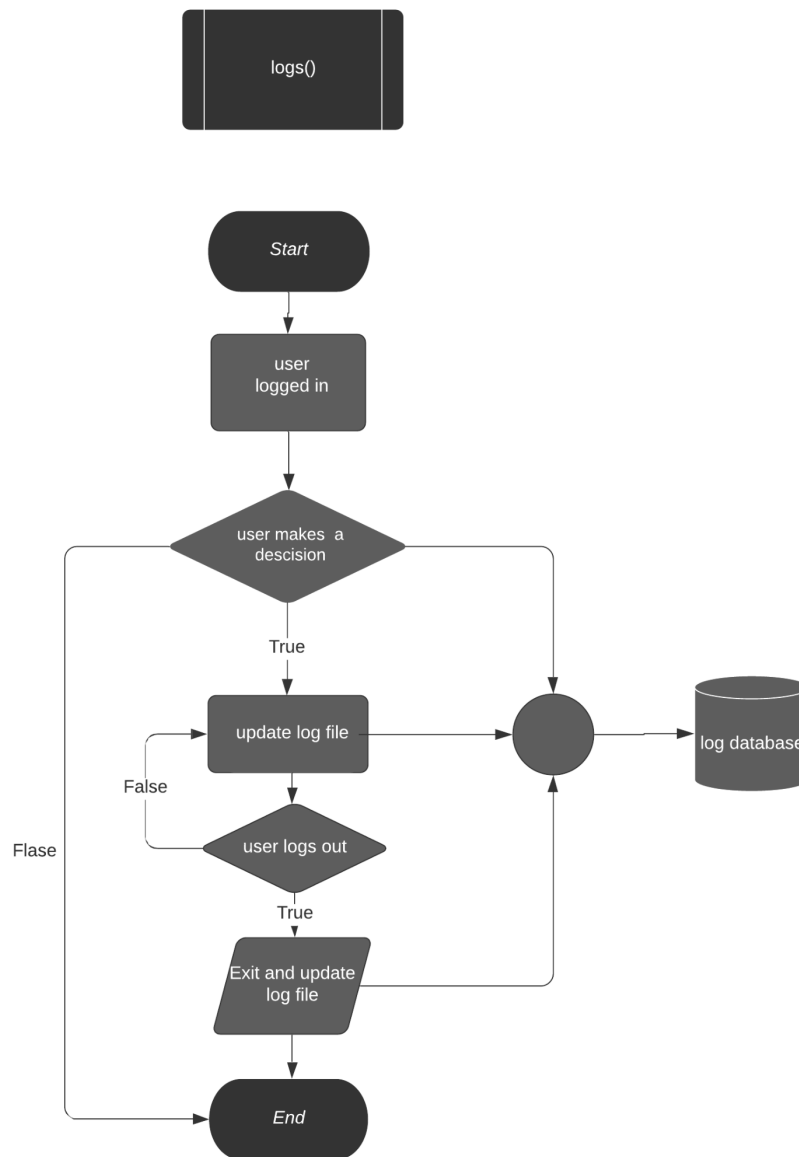 logs()
Start
user
logged in
user makes  a
descision
True
update log file
log database
False
user logs out
Flase
True
Exit and update
log file
End